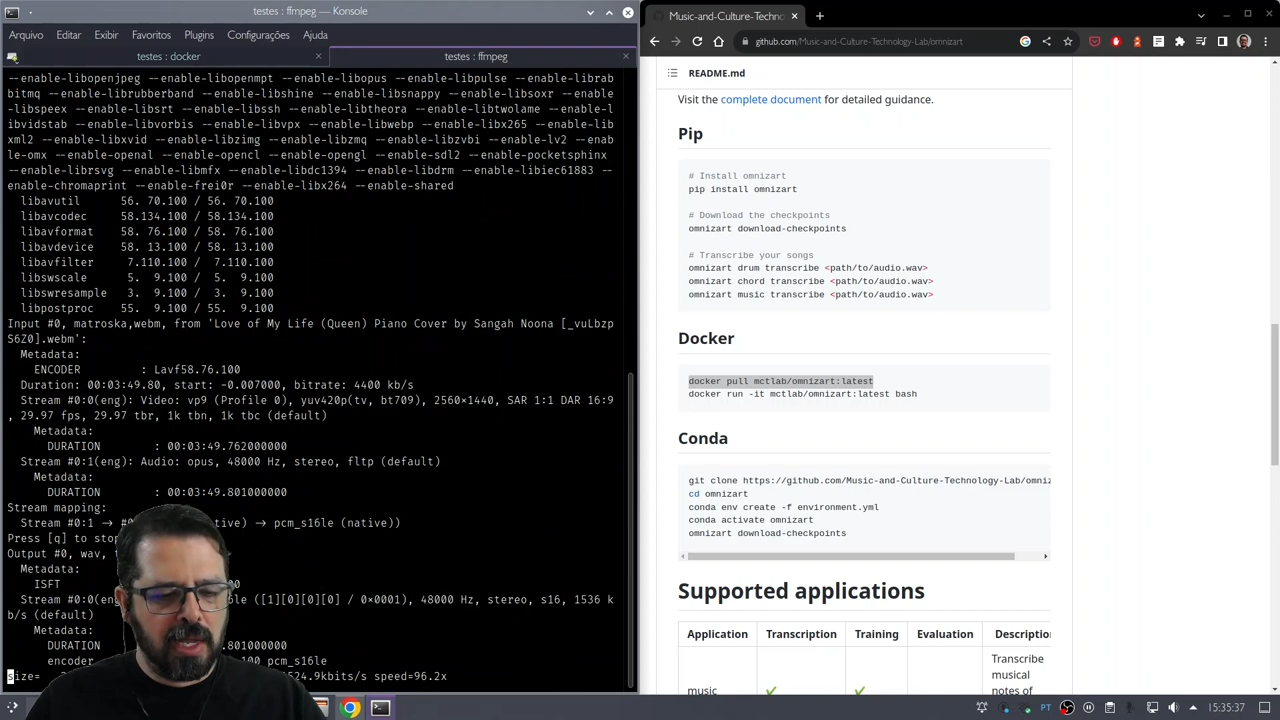 testes : ffmpeg — Konsole
Arquivo Editar Exibir Favoritos Plugins Configurações Ajuda
testes : docker
testes : ffmpeg
--enable-libopenjpeg --enable-libopenmpt --enable-libopus --enable-libpulse --enable-librab
bitmq --enable-librubberband --enable-libshine --enable-libsnappy --enable-libsoxr --enable
-libspeex --enable-libsrt --enable-libssh --enable-libtheora --enable-libtwolame --enable-l
ibvidstab --enable-libvorbis --enable-libvpx --enable-libwebp --enable-libx265 --enable-lib
xml2 --enable-libxvid --enable-libzimg --enable-libzmq --enable-libzvbi --enable-lv2 --enab
le-omx --enable-openal --enable-opencl --enable-opengl --enable-sdl2 --enable-pocketsphinx
--enable-librsvg --enable-libmfx --enable-libdc1394 --enable-libdrm --enable-libiec61883 --
enable-chromaprint --enable-frei0r --enable-libx264 --enable-shared
libavutil 56. 70.100 / 56. 70.100
libavcodec 58.134.100 / 58.134.100
libavformat 58. 76.100 / 58. 76.100
libavdevice 58. 13.100 / 58. 13.100
libavfilter 7.110.100 / 7.110.100
libswscale 5. 9.100 / 5. 9.100
libswresample 3. 9.100 / 3. 9.100
libpostproc 55. 9.100 / 55. 9.100
Input #0, matroska,webm, from 'Love of My Life (Queen) Piano Cover by Sangah Noona [_vuLbzp
S6Z0].webm':
Metadata:
ENCODER : Lavf58.76.100
Duration: 00:03:49.80, start: -0.007000, bitrate: 4400 kb/s
Stream #0:0(eng): Video: vp9 (Profile 0), yuv420p(tv, bt709), 2560×1440, SAR 1:1 DAR 16:9
, 29.97 fps, 29.97 tbr, 1k tbn, 1k tbc (default)
Metadata:
DURATION : 00:03:49.762000000
Stream #0:1(eng): Audio: opus, 48000 Hz, stereo, fltp (default)
Metadata:
DURATION : 00:03:49.801000000
Stream mapping:
Stream #0:1 → #0 ative) → pcm_s16le (native))
Press [q] to stop
Output #0, wav, t
Metadata:
ISFT 00
Stream #0:0(eng le ([1][0][0][0] / 0×0001), 48000 Hz, stereo, s16, 1536 k
b/s (default)
Metadata:
DURATION .801000000
encoder 100 pcm_s16le
size= 524.9kbits/s speed=96.2x
Music-and-Culture-Techno
github.com/Music-and-Culture-Technology-Lab/omnizart
README.md
Visit the complete document for detailed guidance.
Pip
# Install omnizart
pip install omnizart
# Download the checkpoints
omnizart download-checkpoints
# Transcribe your songs
omnizart drum transcribe <path/to/audio.wav>
omnizart chord transcribe <path/to/audio.wav>
omnizart music transcribe <path/to/audio.wav>
Docker
docker pull mctlab/omnizart:latest
docker run -it mctlab/omnizart:latest bash
Conda
git clone https://github.com/Music-and-Culture-Technology-Lab/omniz
cd omnizart
conda env create -f environment.yml
conda activate omnizart
omnizart download-checkpoints
Supported applications
Application Transcription Training Evaluation Description
Transcribe
musical
music notes of
PT 15:35:37